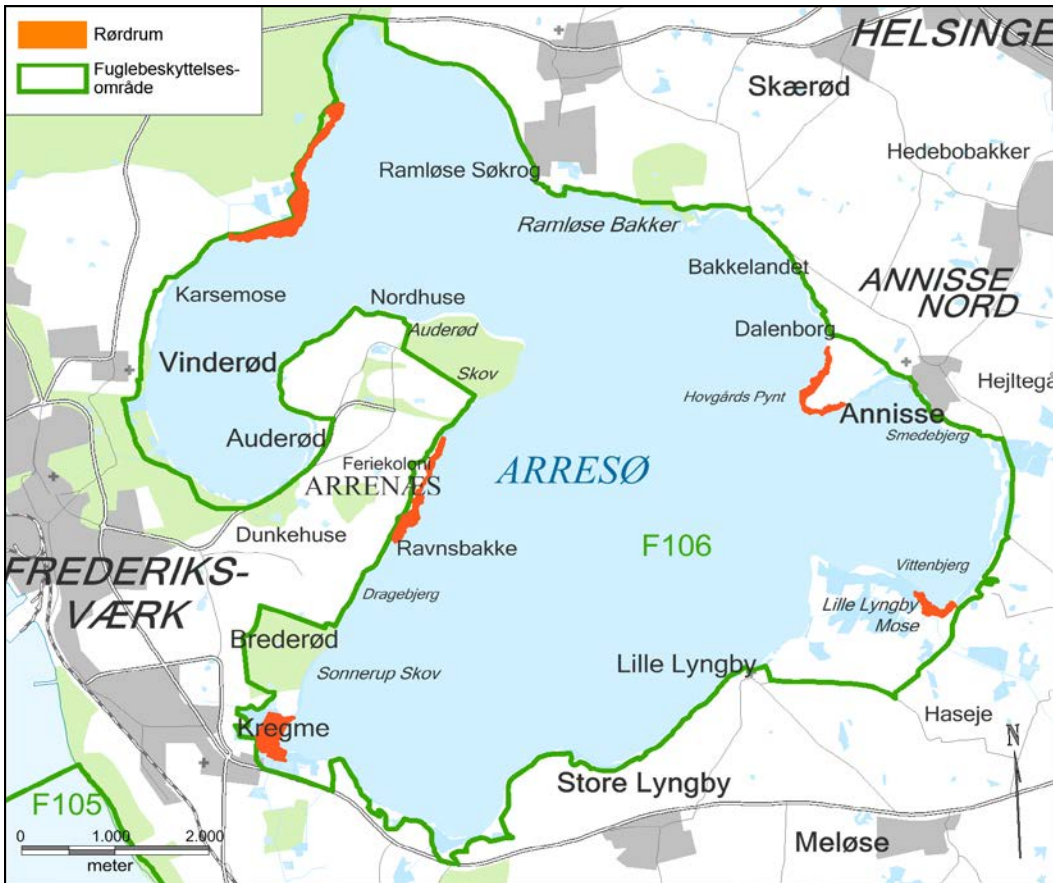 Rørdrum
Fuglebeskyttelses-
område
HELSINGE
Skærød
Hedebobakker
Ramløse Søkrog
Ramløse Bakker
Bakkelandet
ANNISSE
NORD
Karsemose
Nordhuse
Auderød
Skov
Dalenborg
Vinderød
Hejltegå
Hovgårds Pynt
Annisse
Smedebjerg
Auderød
Feriekoloni
ARRENÆS
ARRESØ
Dunkehuse
Ravnsbakke
F106
FREDERIKS-
VÆRK
Dragebjerg
Vittenbjerg
Lille Lyngby
Mose
Brederød
Sonnerup Skov
Lille Lyngby
Haseje
Kregme
N
Store Lyngby
F105
Meløse
0 1.000 2.000
meter